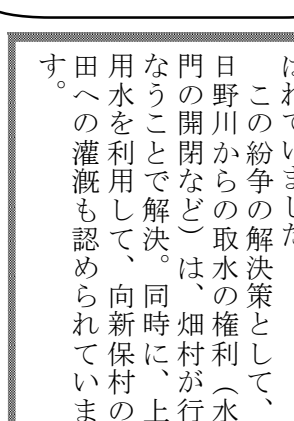 はれていました
この紛争の解決策として、
日野川からの取水の権利（水
門の開閉など）は、畑村が行
なうことで解決。同時に、上
用水を利用して、向新保村の
田への灌漑も認められていま
す。